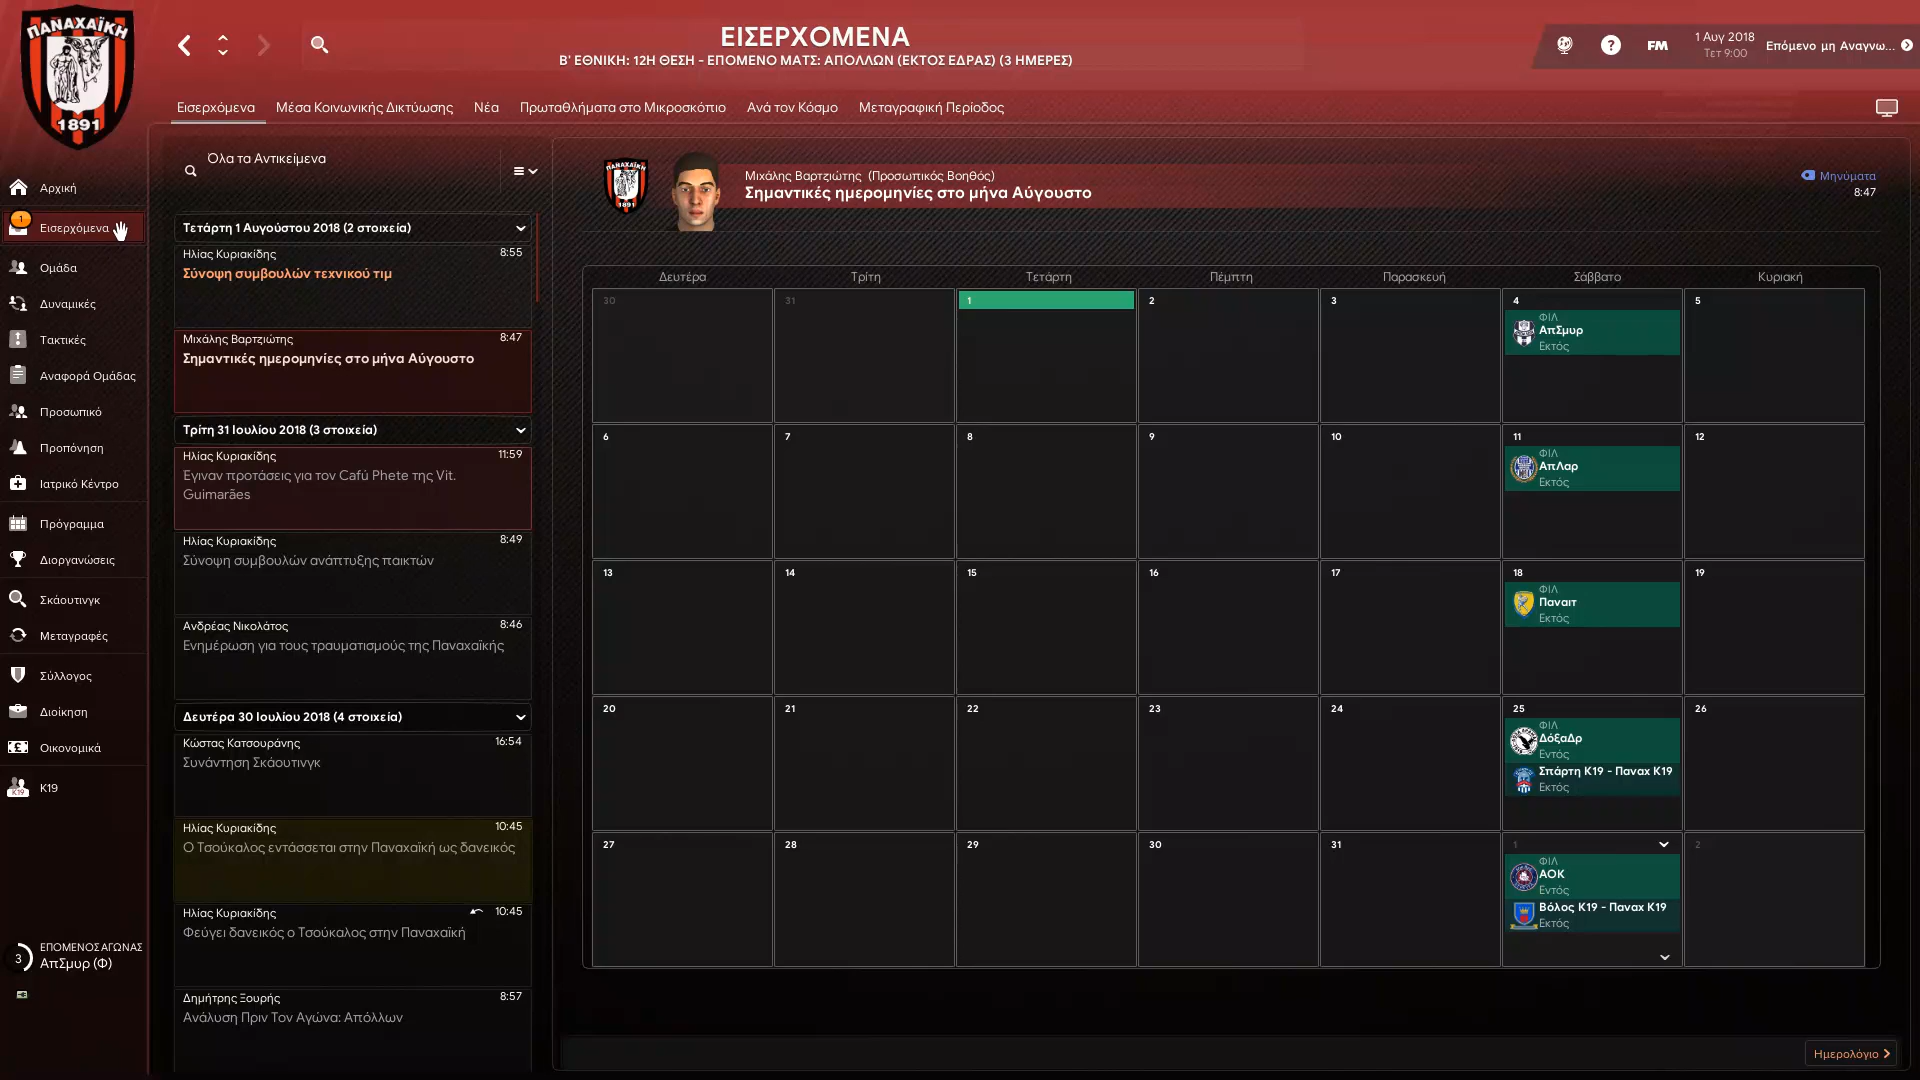 ΠΑΝΑΧΑΪΚΗ
1891
ΕΙΣΕΡΧΟΜΕΝΑ
Β' ΕΘΝΙΚΗ: 12Η ΘΕΣΗ - ΕΠΟΜΕΝΟ ΜΑΤΣ: ΑΠΟΛΛΩΝ (ΕΚΤΟΣ ΕΔΡΑΣ) (3 ΗΜΕΡΕΣ)
FM
1 Αυγ 2018
Τετ 9:00
Επόμενο μη Αναγνω...
Εισερχόμενα
Μέσα Κοινωνικής Δικτύωσης
Νέα
Πρωταθλήματα στο Μικροσκόπιο
Ανά τον Κόσμο
Μεταγραφική Περίοδος
Αρχική
1
Εισερχόμενα
Ομάδα
Δυναμικές
Τακτικές
Αναφορά Ομάδας
Προσωπικό
Προπόνηση
Ιατρικό Κέντρο
Πρόγραμμα
Διοργανώσεις
Σκάουτινγκ
Μεταγραφές
Σύλλογος
Διοίκηση
Οικονομικά
K19
K19
3
ΕΠΟΜΕΝΟΣ ΑΓΩΝΑΣ
ΑπΣμυρ (Φ)
Όλα τα Αντικείμενα
Τετάρτη 1 Αυγούστου 2018 (2 στοιχεία)
Ηλίας Κυριακίδης 8:55
Σύνοψη συμβουλών τεχνικού τιμ
Μιχάλης Βαρτζιώτης 8:47
Σημαντικές ημερομηνίες στο μήνα Αύγουστο
Τρίτη 31 Ιουλίου 2018 (3 στοιχεία)
Ηλίας Κυριακίδης 11:59
Έγιναν προτάσεις για τον Cafú Phete της Vit.
Guimarães
Ηλίας Κυριακίδης 8:49
Σύνοψη συμβουλών ανάπτυξης παικτών
Ανδρέας Νικολάτος 8:46
Ενημέρωση για τους τραυματισμούς της Παναχαϊκής
Δευτέρα 30 Ιουλίου 2018 (4 στοιχεία)
Κώστας Κατσουράνης 16:54
Συνάντηση Σκάουτινγκ
Ηλίας Κυριακίδης 10:45
Ο Τσούκαλος εντάσσεται στην Παναχαϊκή ως δανεικός
Ηλίας Κυριακίδης 10:45
Φεύγει δανεικός ο Τσούκαλος στην Παναχαϊκή
Δημήτρης Ξουρής 8:57
Ανάλυση Πριν Τον Αγώνα: Απόλλων
ΠΑΝΑΧΑΪΚΗ
1891
Μιχάλης Βαρτζιώτης (Προσωπικός Βοηθός)
Σημαντικές ημερομηνίες στο μήνα Αύγουστο
Μηνύματα
8:47
Δευτέρα Τρίτη Τετάρτη Πέμπτη Παρασκευή Σάββατο Κυριακή
30 31 1 2 3 4 5
ΦΙΛ
ΑπΣμυρ
Εκτός
6 7 8 9 10 11 12
ΦΙΛ
ΑπΛαρ
Εκτός
13 14 15 16 17 18 19
ΦΙΛ
Παναιτ
Εκτός
20 21 22 23 24 25 26
ΦΙΛ
ΔόξαΔρ
Εντός
Σπάρτη Κ19 - Παναχ Κ19
Εκτός
27 28 29 30 31 1 2
ΦΙΛ
ΑΟΚ
Εντός
Βόλος Κ19 - Παναχ Κ19
Εκτός
Ημερολόγιο